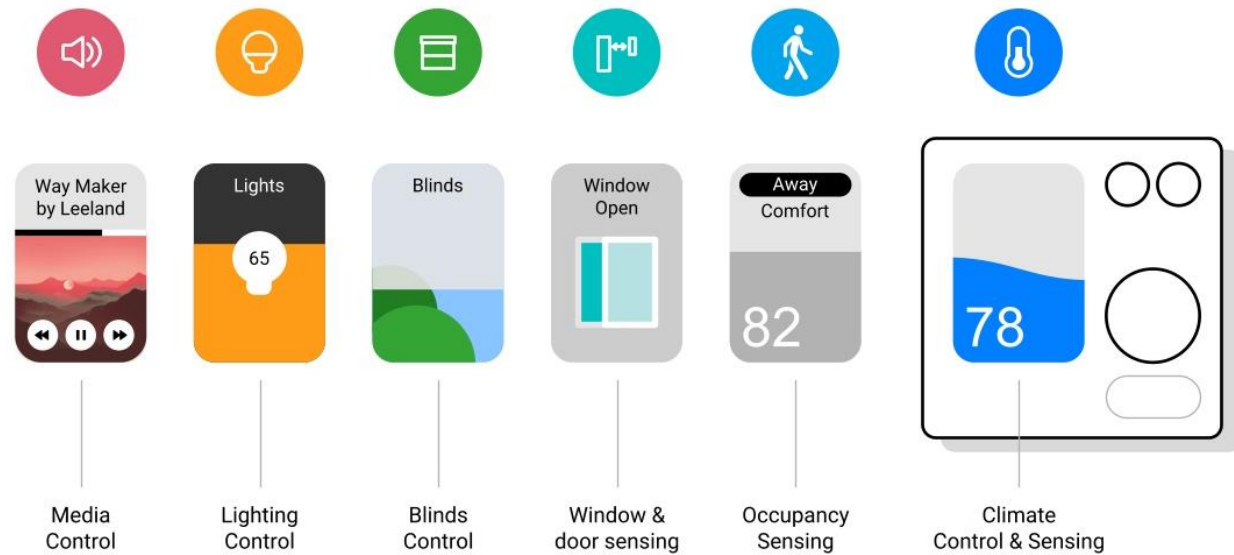 Way Maker
by Leeland
Lights
65
Blinds
Window
Open
Away
Comfort
82
78
Media
Control
Lighting
Control
Blinds
Control
Window &
door sensing
Occupancy
Sensing
Climate
Control & Sensing